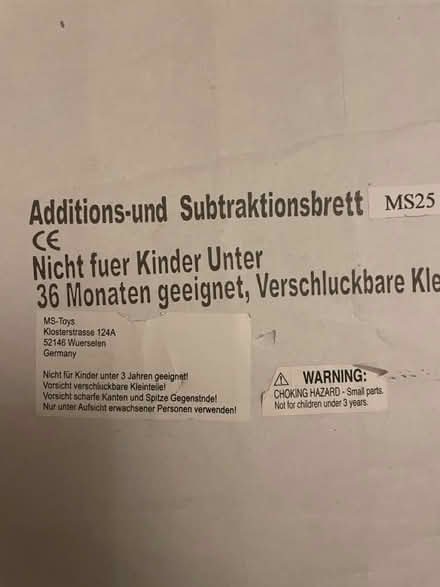 Additions-und Subtraktionsbrett
MS25
CE
Nicht fuer Kinder Unter
36 Monaten geeignet, Verschluckbare Kle
MS-Toys
Klosterstrasse 124A
52146 Wuerselen
Germany
Nicht für Kinder unter 3 Jahren geeignet!
Vorsicht verschluckbare Kleinteile!
Vorsicht scharfe Kanten und Spitze Gegenstnde!
Nur unter Aufsicht erwachsener Personen verwenden!
WARNING:
CHOKING HAZARD - Small parts.
Not for children under 3 years.